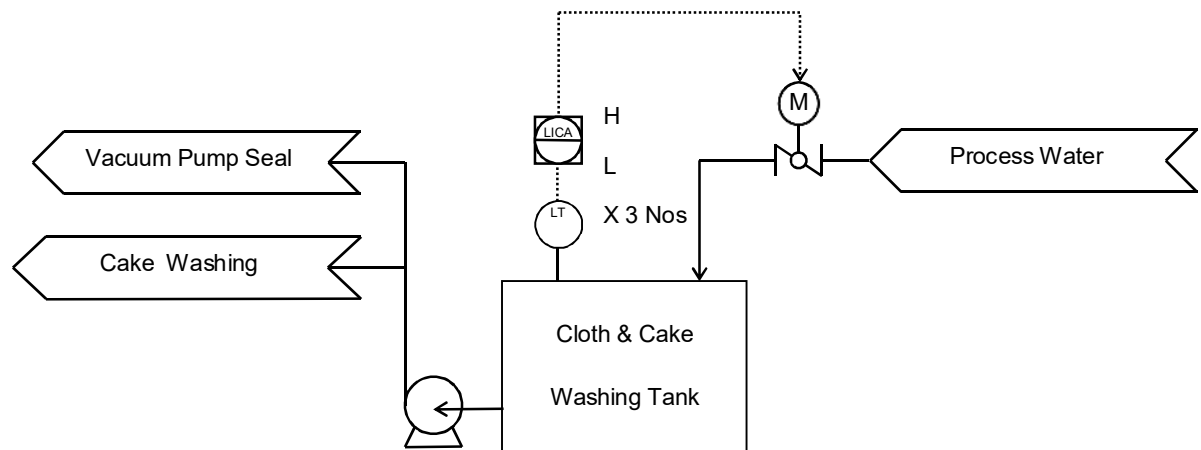 H
M
LICA
Vacuum Pump Seal
Process Water
L
LT
X 3 Nos
Cake Washing
Cloth & Cake
Washing Tank